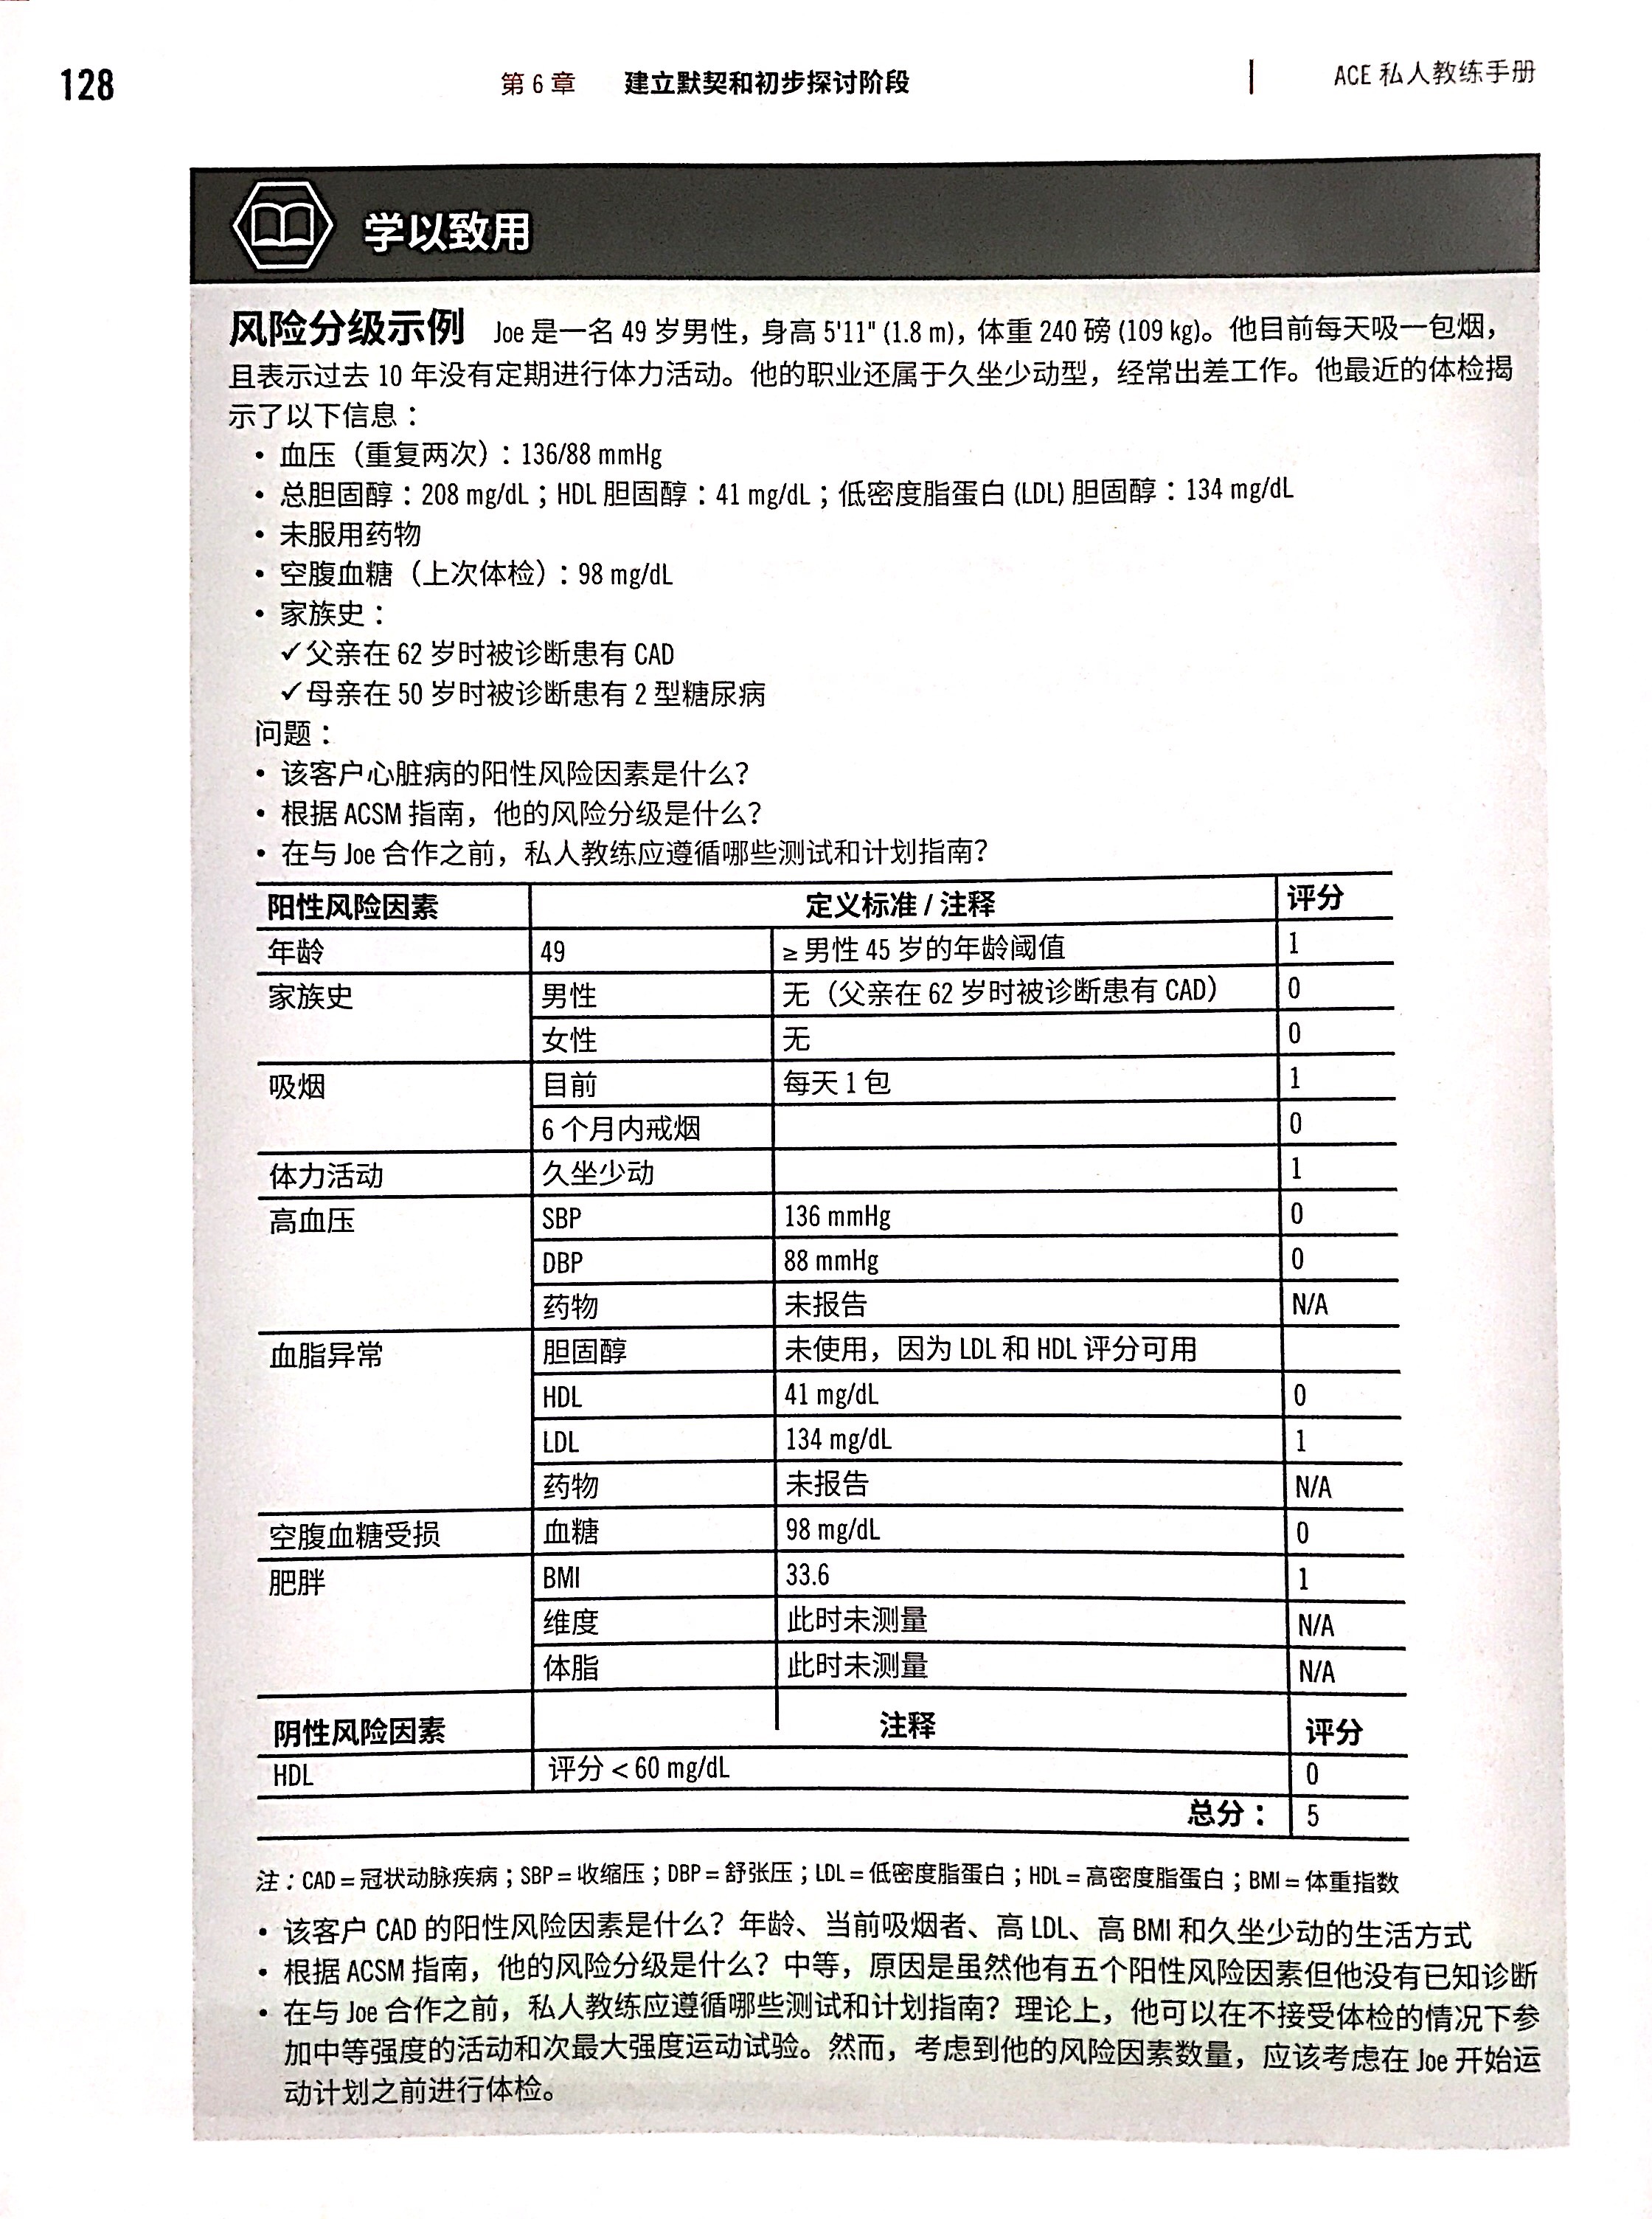 128
第 6 章 建立默契和初步探讨阶段 | ACE 私人教练手册
学以致用
风险分级示例 Joe 是一名 49 岁男性，身高 5'11" (1.8 m)，体重 240 磅 (109 kg)。他目前每天吸一包烟，
且表示过去 10 年没有定期进行体力活动。他的职业还属于久坐少动型，经常出差工作。他最近的体检揭
示了以下信息：
• 血压（重复两次）：136/88 mmHg
• 总胆固醇：208 mg/dL；HDL 胆固醇：41 mg/dL；低密度脂蛋白 (LDL) 胆固醇：134 mg/dL
• 未服用药物
• 空腹血糖（上次体检）：98 mg/dL
• 家族史：
✓父亲在 62 岁时被诊断患有 CAD
✓母亲在 50 岁时被诊断患有 2 型糖尿病
问题：
• 该客户心脏病的阳性风险因素是什么？
• 根据 ACSM 指南，他的风险分级是什么？
• 在与 Joe 合作之前，私人教练应遵循哪些测试和计划指南？
阳性风险因素 定义标准 / 注释 评分
年龄 49 ≥ 男性 45 岁的年龄阈值 1
家族史 男性 无（父亲在 62 岁时被诊断患有 CAD） 0
女性 无 0
吸烟 目前 每天 1 包 1
6 个月内戒烟 0
体力活动 久坐少动 1
高血压 SBP 136 mmHg 0
DBP 88 mmHg 0
药物 未报告 N/A
血脂异常 胆固醇 未使用，因为 LDL 和 HDL 评分可用
HDL 41 mg/dL 0
LDL 134 mg/dL 1
药物 未报告 N/A
空腹血糖受损 血糖 98 mg/dL 0
肥胖 BMI 33.6 1
维度 此时未测量 N/A
体脂 此时未测量 N/A
阴性风险因素 注释 评分
HDL 评分 < 60 mg/dL 0
总分： 5
注：CAD = 冠状动脉疾病；SBP = 收缩压；DBP = 舒张压；LDL = 低密度脂蛋白；HDL = 高密度脂蛋白；BMI = 体重指数
• 该客户 CAD 的阳性风险因素是什么？年龄、当前吸烟者、高 LDL、高 BMI 和久坐少动的生活方式
• 根据 ACSM 指南，他的风险分级是什么？中等，原因是虽然他有五个阳性风险因素但他没有已知诊断
• 在与 Joe 合作之前，私人教练应遵循哪些测试和计划指南？理论上，他可以在不接受体检的情况下参
加中等强度的活动和次最大强度运动试验。然而，考虑到他的风险因素数量，应该考虑在 Joe 开始运
动计划之前进行体检。